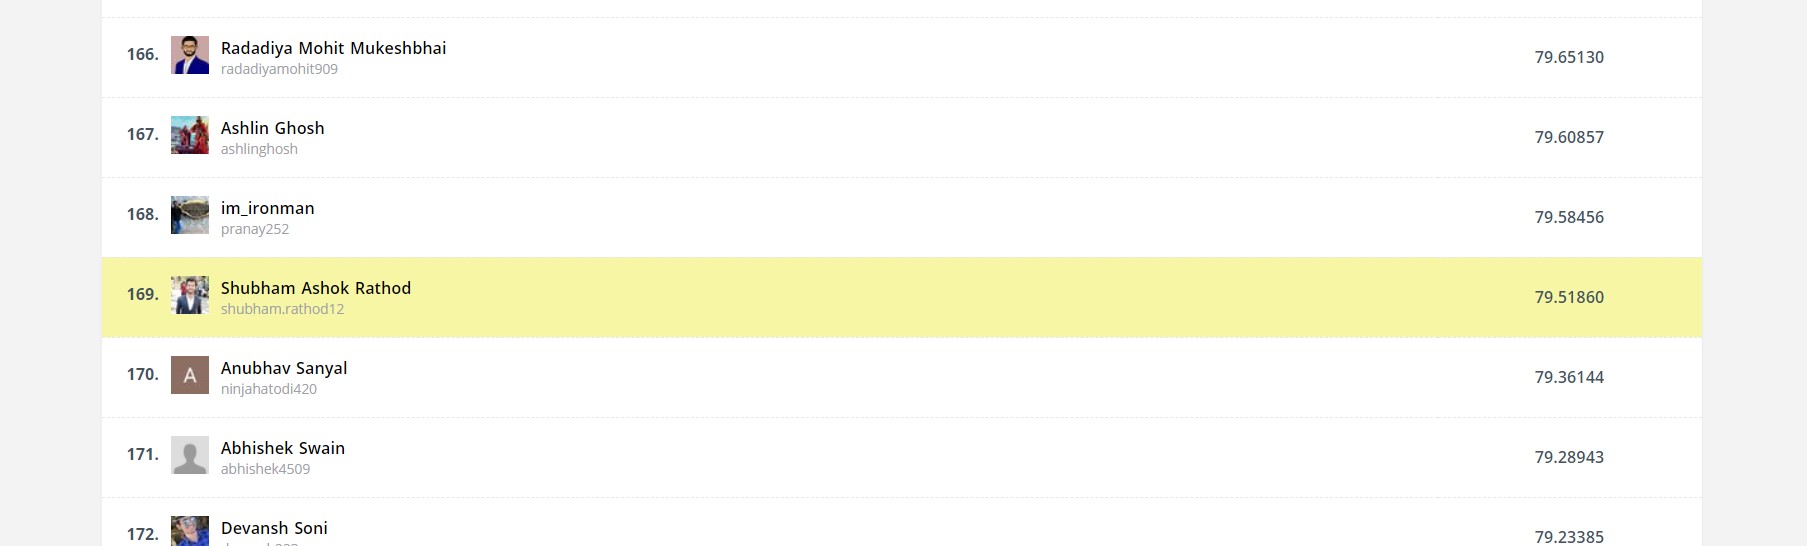 166. Radadiya Mohit Mukeshbhai 79.65130
radadiyamohit909
167. Ashlin Ghosh 79.60857
ashlinghosh
168. im_ironman 79.58456
pranay252
169. Shubham Ashok Rathod 79.51860
shubham.rathod12
170. A Anubhav Sanyal 79.36144
ninjahatodi420
171. Abhishek Swain 79.28943
abhishek4509
172. Devansh Soni 79.23385